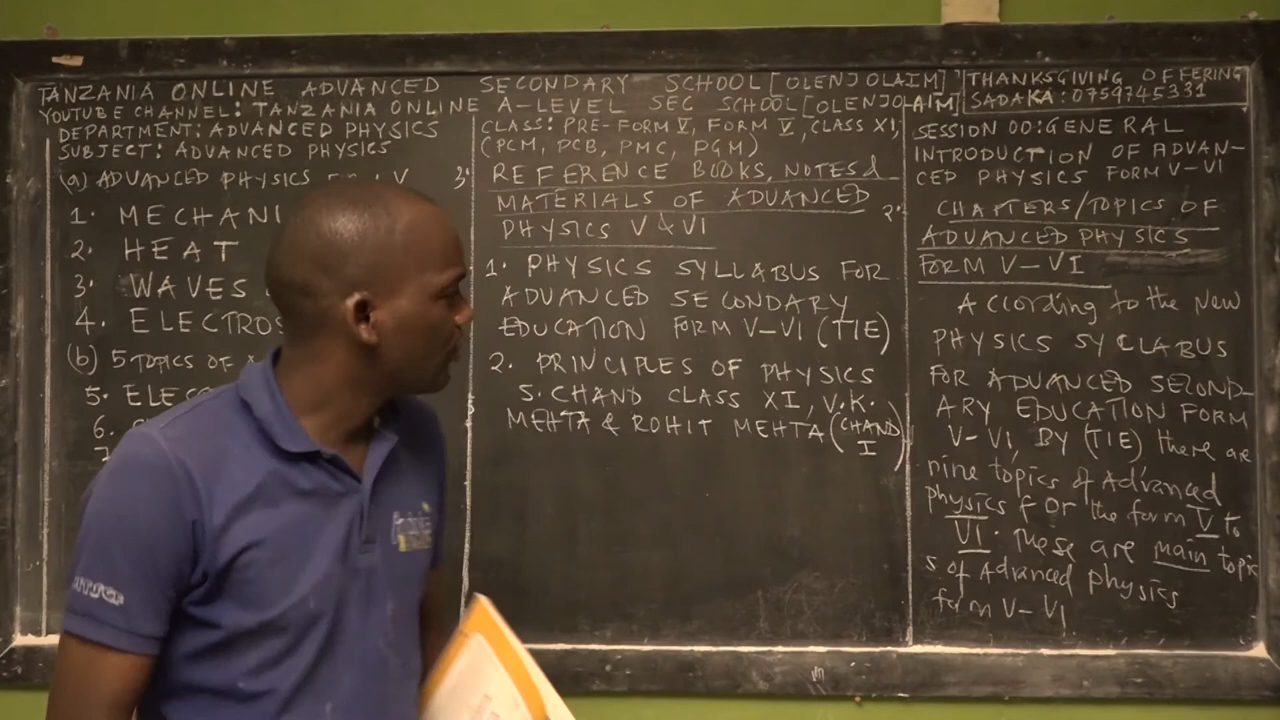 TANZANIA ONLINE ADVANCED SECONDARY SCHOOL [OLENJOLAIM]
YOUTUBE CHANNEL: TANZANIA ONLINE A-LEVEL SEC SCHOOL [OLENJOLAIM]
DEPARTMENT: ADVANCED PHYSICS
SUBJECT: ADVANCED PHYSICS
(a) ADVANCED PHYSICS V
1. MECHANI
2. HEAT
3. WAVES
4. ELECTROS
(b) 5 TOPICS OF
5. ELEC
6.
CLASS: PRE-FORM V, FORM V, CLASS XI,
(PCM, PCB, PMC, PGM)
3. REFERENCE BOOKS, NOTES &
MATERIALS OF ADVANCED
PHYSICS V & VI
1. PHYSICS SYLLABUS FOR
ADVANCED SECONDARY
EDUCATION FORM V-VI (TIE)
2. PRINCIPLES OF PHYSICS
S. CHAND CLASS XI, V.K.
MEHTA & ROHIT MEHTA (CHAND
I)
THANKSGIVING OFFERING
SADAKA: 0759745331
SESSION 00: GENERAL
INTRODUCTION OF ADVAN-
CED PHYSICS FORM V-VI
2. CHAPTERS/TOPICS OF
ADVANCED PHYSICS
FORM V-VI
According to the New
PHYSICS SYLLABUS
FOR ADVANCED SECOND-
ARY EDUCATION FORM
V-VI, BY (TIE) there are
nine topics of Advanced
physics for the form V to
VI. These are main topic
s of Advanced physics
form V-VI